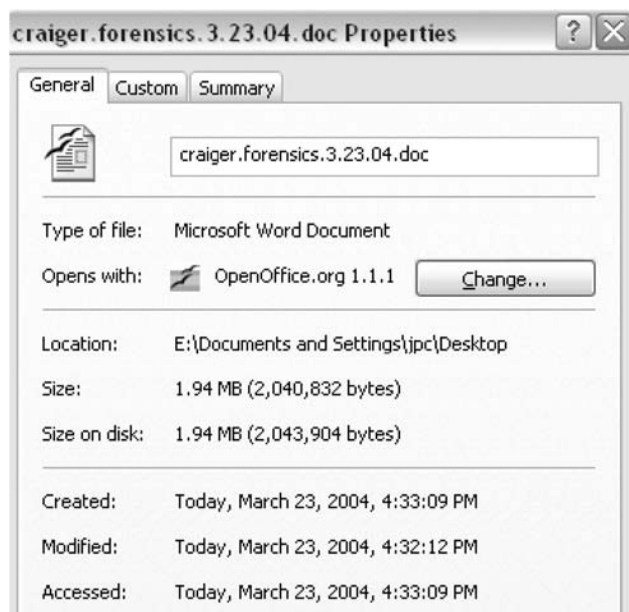 craiger.forensics.3.23.04.doc Properties ? X
General Custom Summary
craiger.forensics.3.23.04.doc
Type of file: Microsoft Word Document
Opens with: OpenOffice.org 1.1.1 Change...
Location: E:\Documents and Settings\jpc\Desktop
Size: 1.94 MB (2,040,832 bytes)
Size on disk: 1.94 MB (2,043,904 bytes)
Created: Today, March 23, 2004, 4:33:09 PM
Modified: Today, March 23, 2004, 4:32:12 PM
Accessed: Today, March 23, 2004, 4:33:09 PM